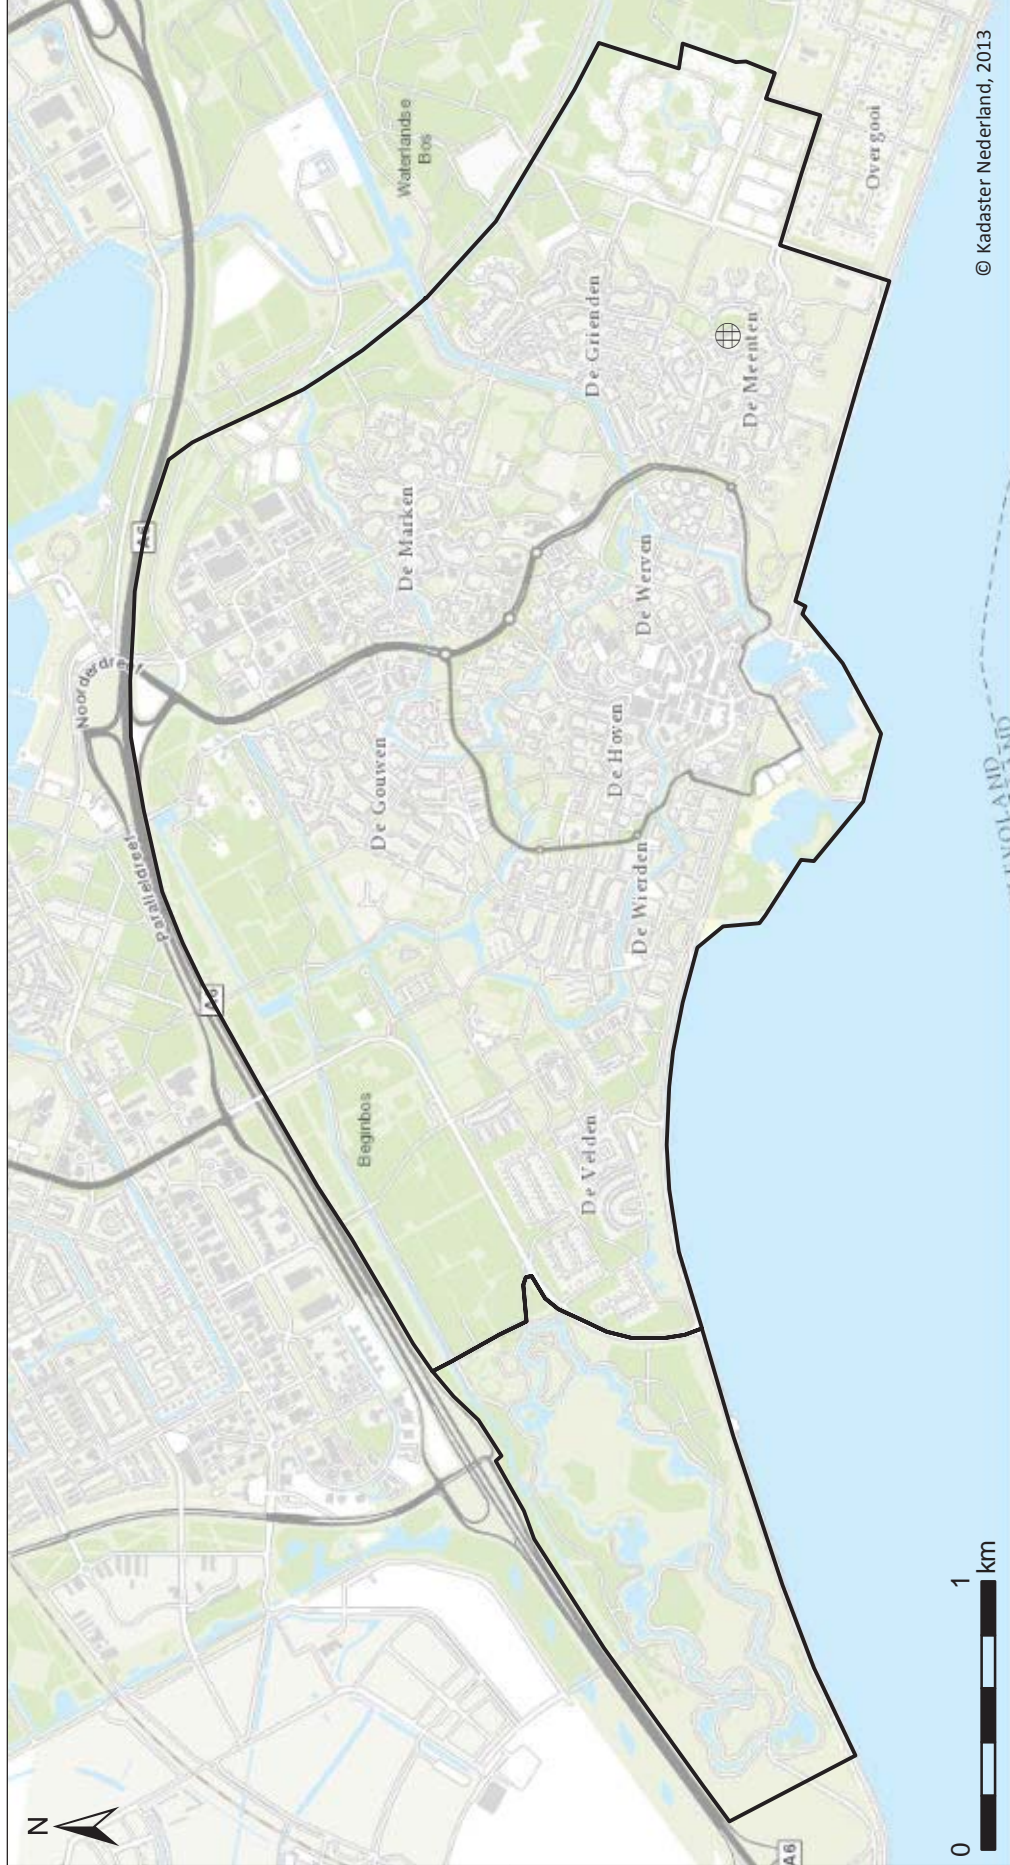 N
A6
0
1
km
Beginbos
De Velden
A6
Paralleldreef
Noorderdreef
A6
De Gouwen
De Wierden
De Hoven
De Werven
De Marken
De Grienden
De Meenten
Waterlandse
Bos
Overgooi
© Kadaster Nederland, 2013